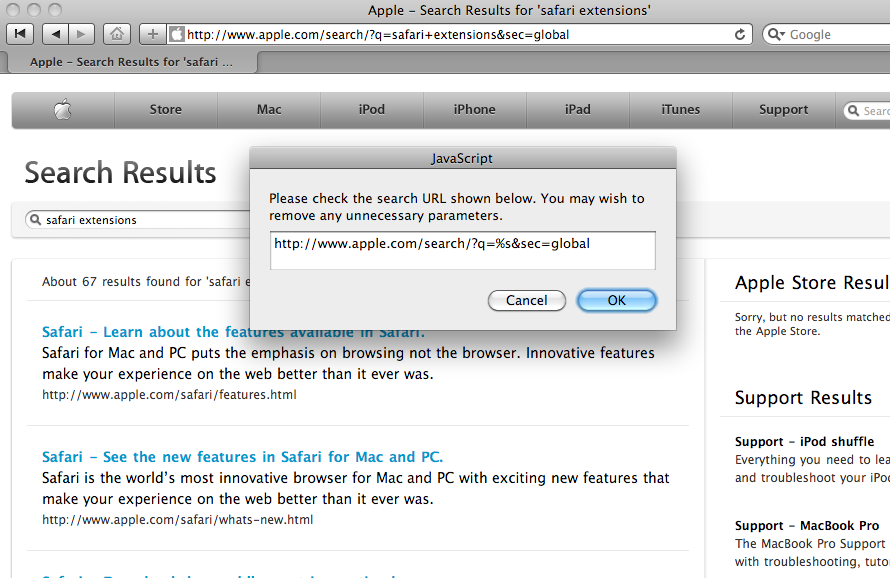 Apple – Search Results for 'safari extensions'
http://www.apple.com/search/?q=safari+extensions&sec=global
Google
Apple – Search Results for 'safari ...
Store
Mac
iPod
iPhone
iPad
iTunes
Support
Sear
Search Results
safari extensions
JavaScript
Please check the search URL shown below. You may wish to
remove any unnecessary parameters.
http://www.apple.com/search/?q=%s&sec=global
Cancel
OK
About 67 results found for 'safari e
Safari – Learn about the features available in Safari.
Safari for Mac and PC puts the emphasis on browsing not the browser. Innovative features
make your experience on the web better than it ever was.
http://www.apple.com/safari/features.html
Safari – See the new features in Safari for Mac and PC.
Safari is the world's most innovative browser for Mac and PC with exciting new features that
make your experience on the web better than it ever was.
http://www.apple.com/safari/whats-new.html
Apple Store Resul
Sorry, but no results matched
the Apple Store.
Support Results
Support – iPod shuffle
Everything you need to lea
and troubleshoot your iPod
Support – MacBook Pro
The MacBook Pro Support
with troubleshooting, tuto